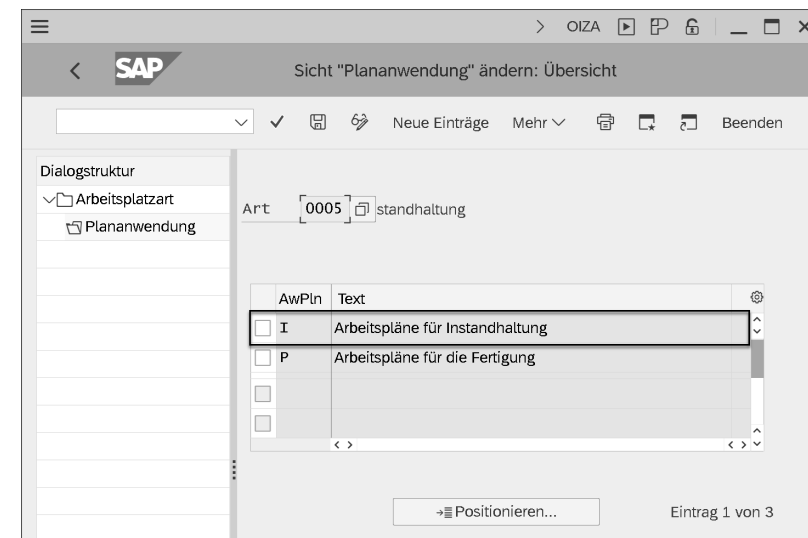 OIZA
SAP Sicht "Plananwendung" ändern: Übersicht
Neue Einträge Mehr Beenden
Dialogstruktur
Arbeitsplatzart
Plananwendung
Art 0005 standhaltung
AwPln Text
I Arbeitspläne für Instandhaltung
P Arbeitspläne für die Fertigung
Positionieren... Eintrag 1 von 3